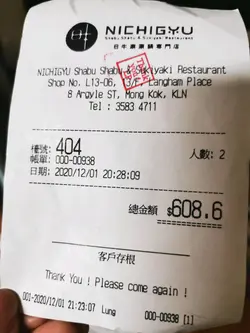 NICHIGYU
Shabu Shabu & Sukiyaki Restaurant
日牛涮涮鍋專門店
NICHIGYU Shabu Shabu & Sukiyaki Restaurant
Shop No. L13-06, 13/F, Langham Place
8 Argyle ST, Mong Kok, KLN
Tel : 3583 4711
檯號: 404
帳單: 000-00938
人數: 2
日期: 2020/12/01 20:28:09
總金額 $608.6
客戶存根
Thank You ! Please come again !
001-2020/12/01 21:23:07 Lung
000-00938 [1]